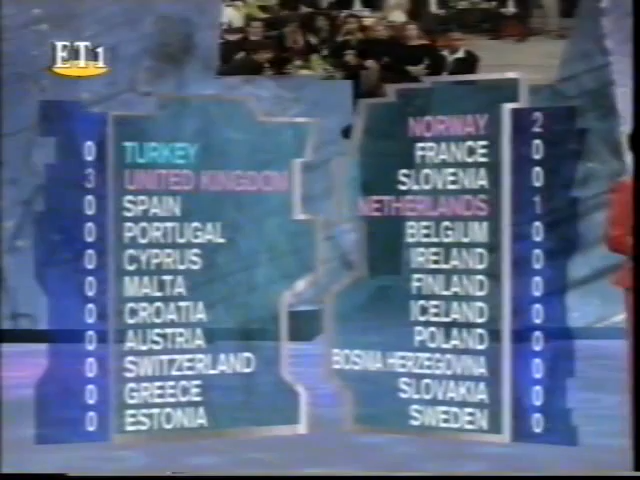 ET1
0 TURKEY
3 UNITED KINGDOM
0 SPAIN
0 PORTUGAL
0 CYPRUS
0 MALTA
0 CROATIA
0 AUSTRIA
0 SWITZERLAND
0 GREECE
0 ESTONIA
NORWAY 2
FRANCE 0
SLOVENIA 0
NETHERLANDS 1
BELGIUM 0
IRELAND 0
FINLAND 0
ICELAND 0
POLAND 0
BOSNIA HERZEGOVINA 0
SLOVAKIA 0
SWEDEN 0